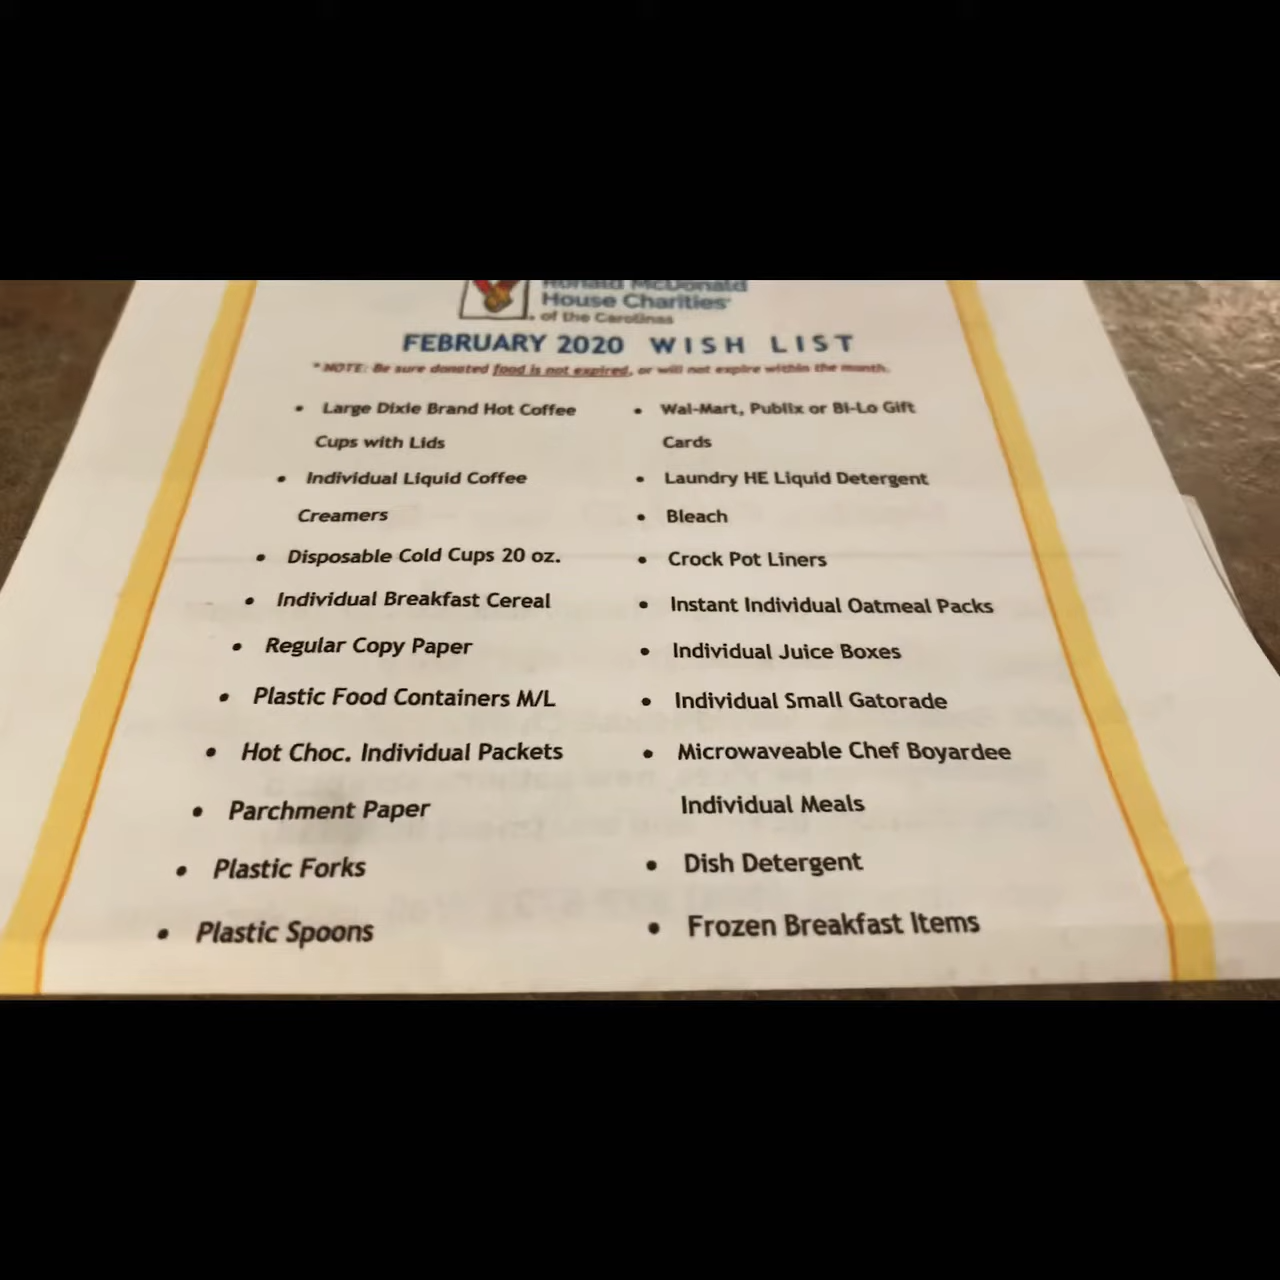 Ronald McDonald
House Charities
of the Carolinas
FEBRUARY 2020 WISH LIST
*NOTE: Be sure donated food is not expired, or will not expire within the month.
• Large Dixie Brand Hot Coffee
Cups with Lids
• Individual Liquid Coffee
Creamers
• Disposable Cold Cups 20 oz.
• Individual Breakfast Cereal
• Regular Copy Paper
• Plastic Food Containers M/L
• Hot Choc. Individual Packets
• Parchment Paper
• Plastic Forks
• Plastic Spoons
• Wal-Mart, Publix or Bi-Lo Gift
Cards
• Laundry HE Liquid Detergent
• Bleach
• Crock Pot Liners
• Instant Individual Oatmeal Packs
• Individual Juice Boxes
• Individual Small Gatorade
• Microwaveable Chef Boyardee
Individual Meals
• Dish Detergent
• Frozen Breakfast Items